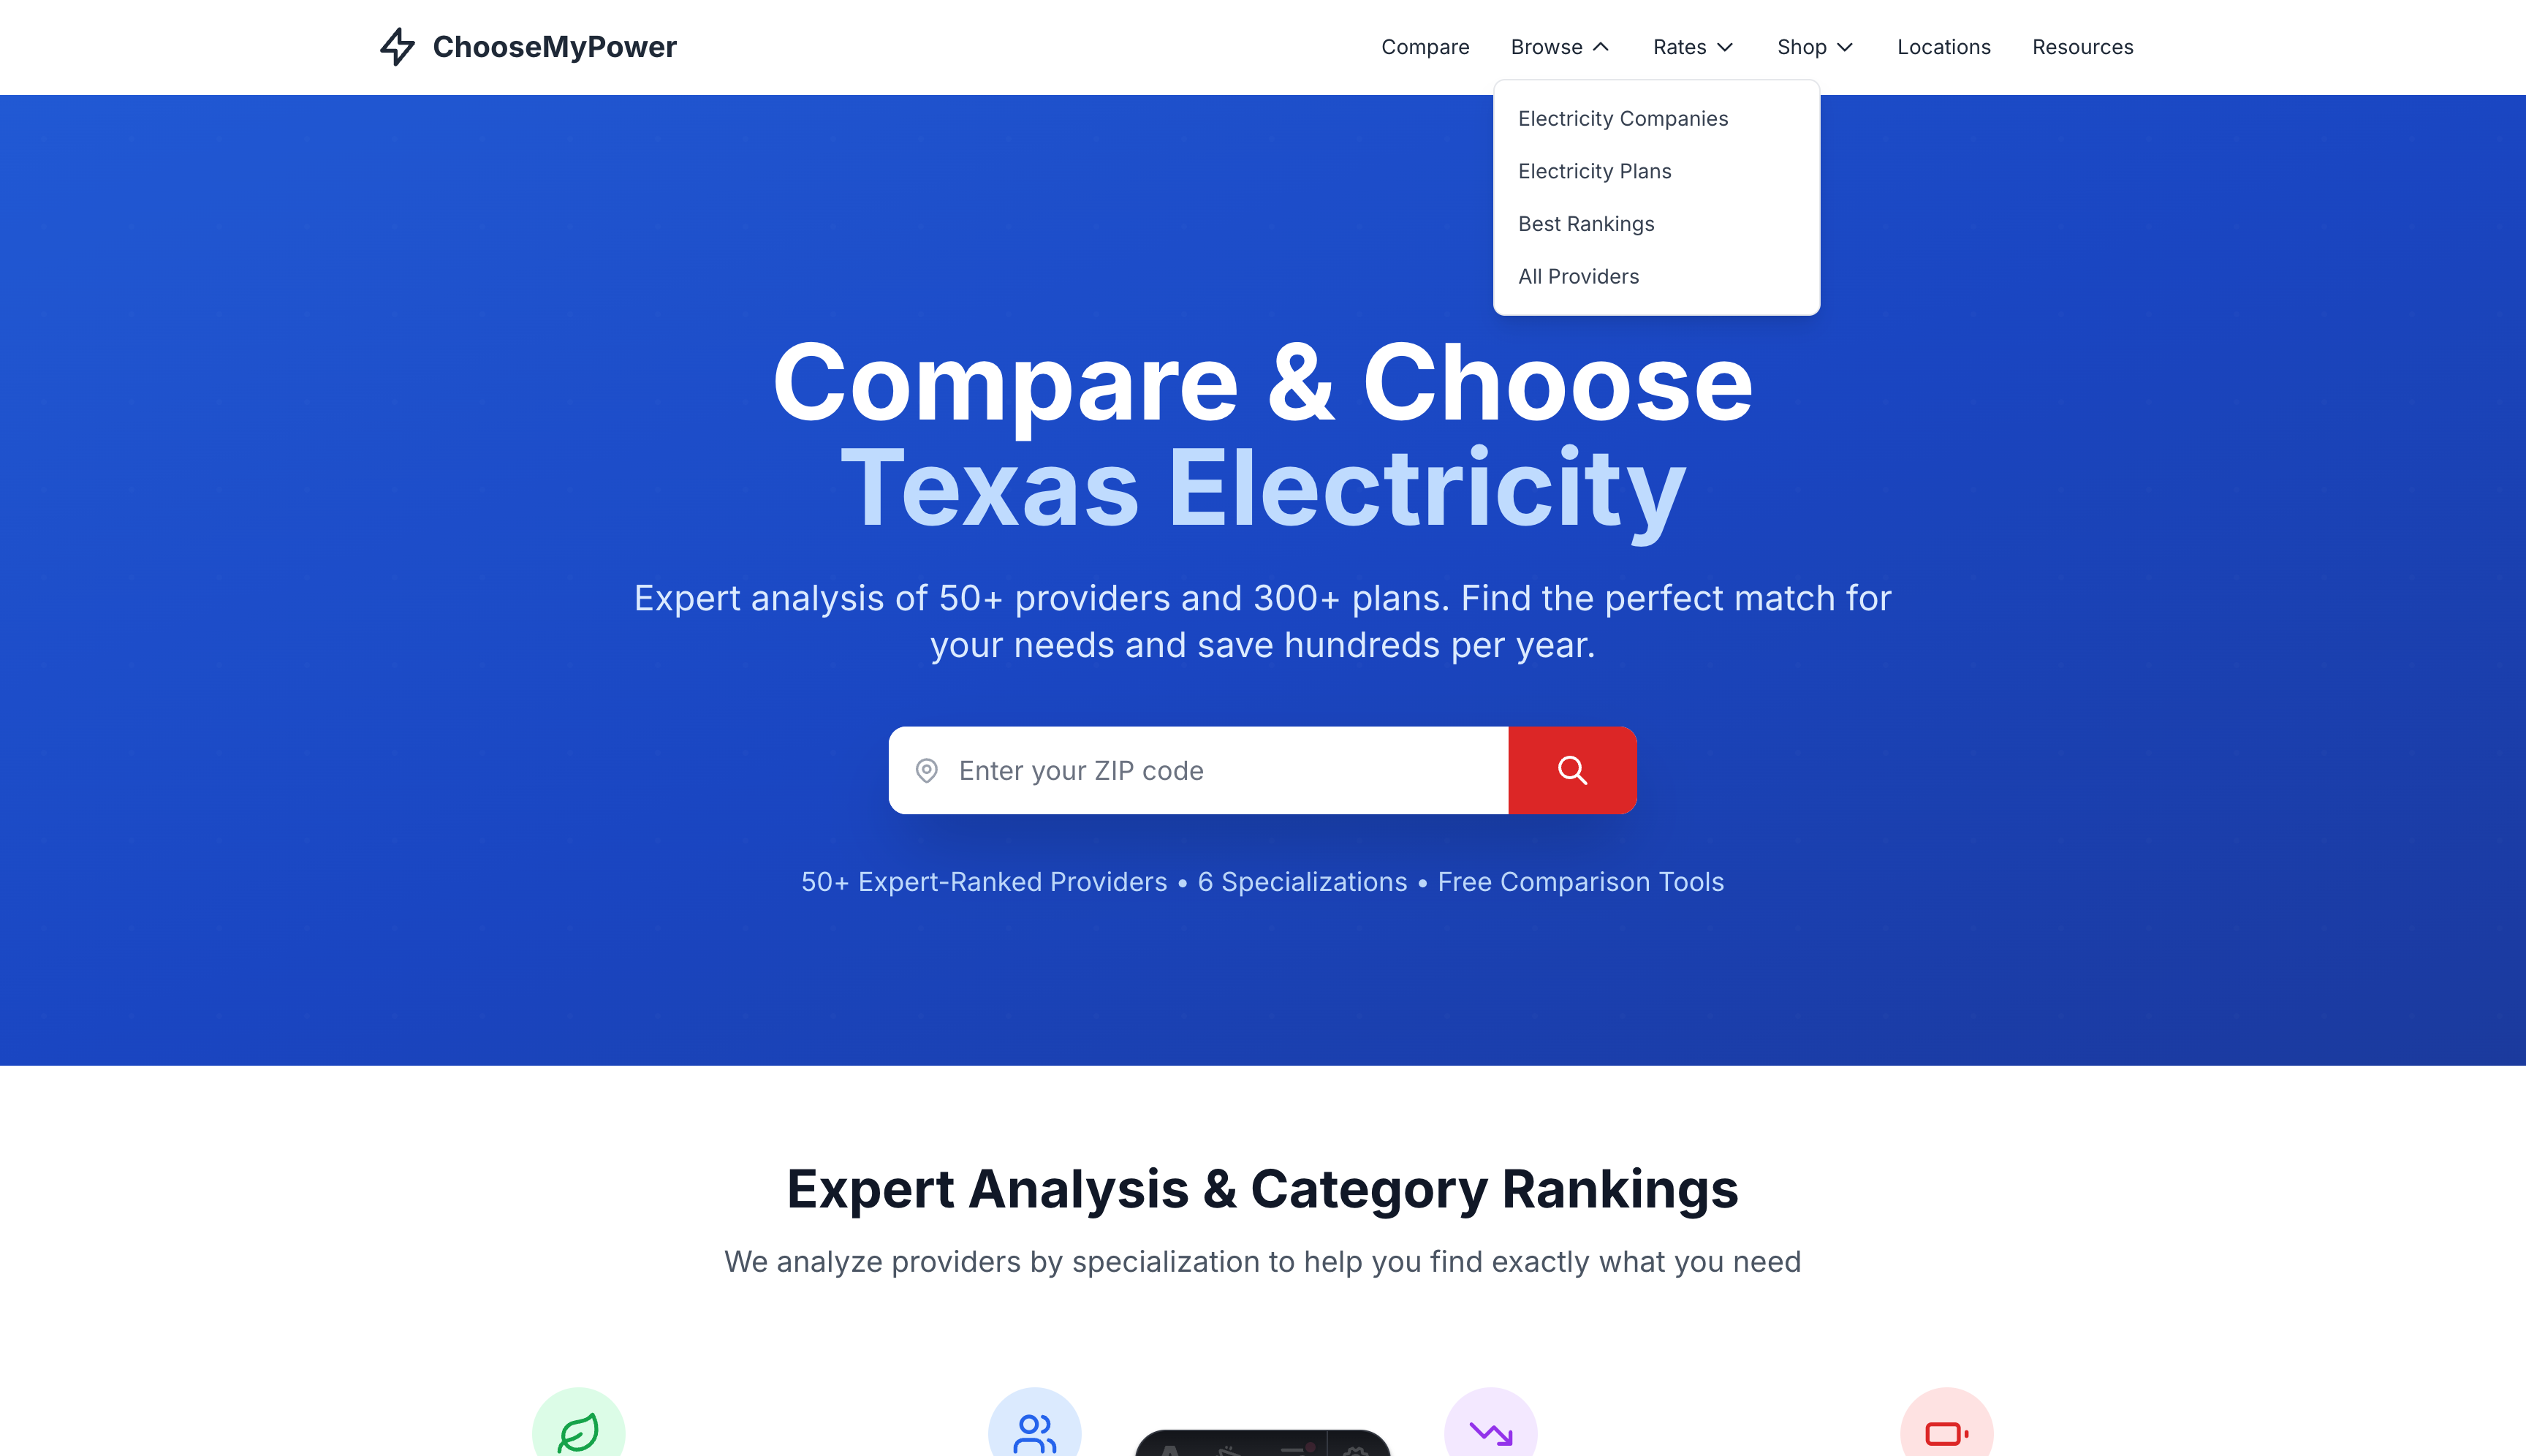 ChooseMyPower
Compare
Browse
Rates
Shop
Locations
Resources
Electricity Companies
Electricity Plans
Best Rankings
All Providers
Compare & Choose
Texas Electricity
Expert analysis of 50+ providers and 300+ plans. Find the perfect match for
your needs and save hundreds per year.
Enter your ZIP code
50+ Expert-Ranked Providers • 6 Specializations • Free Comparison Tools
Expert Analysis & Category Rankings
We analyze providers by specialization to help you find exactly what you need